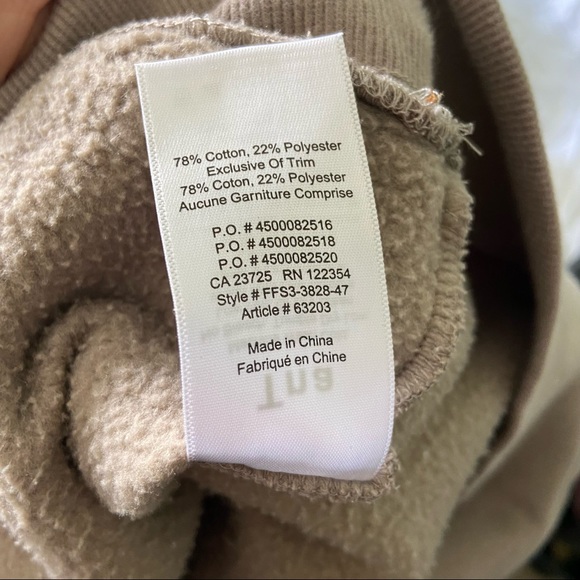 78% Cotton, 22% Polyester
Exclusive Of Trim
78% Coton, 22% Polyester
Aucune Garniture Comprise
P.O. # 4500082516
P.O. # 4500082518
P.O. # 4500082520
CA 23725 RN 122354
Style # FFS3-3828-47
Article # 63203
Made in China
Fabriqué en Chine
Tna